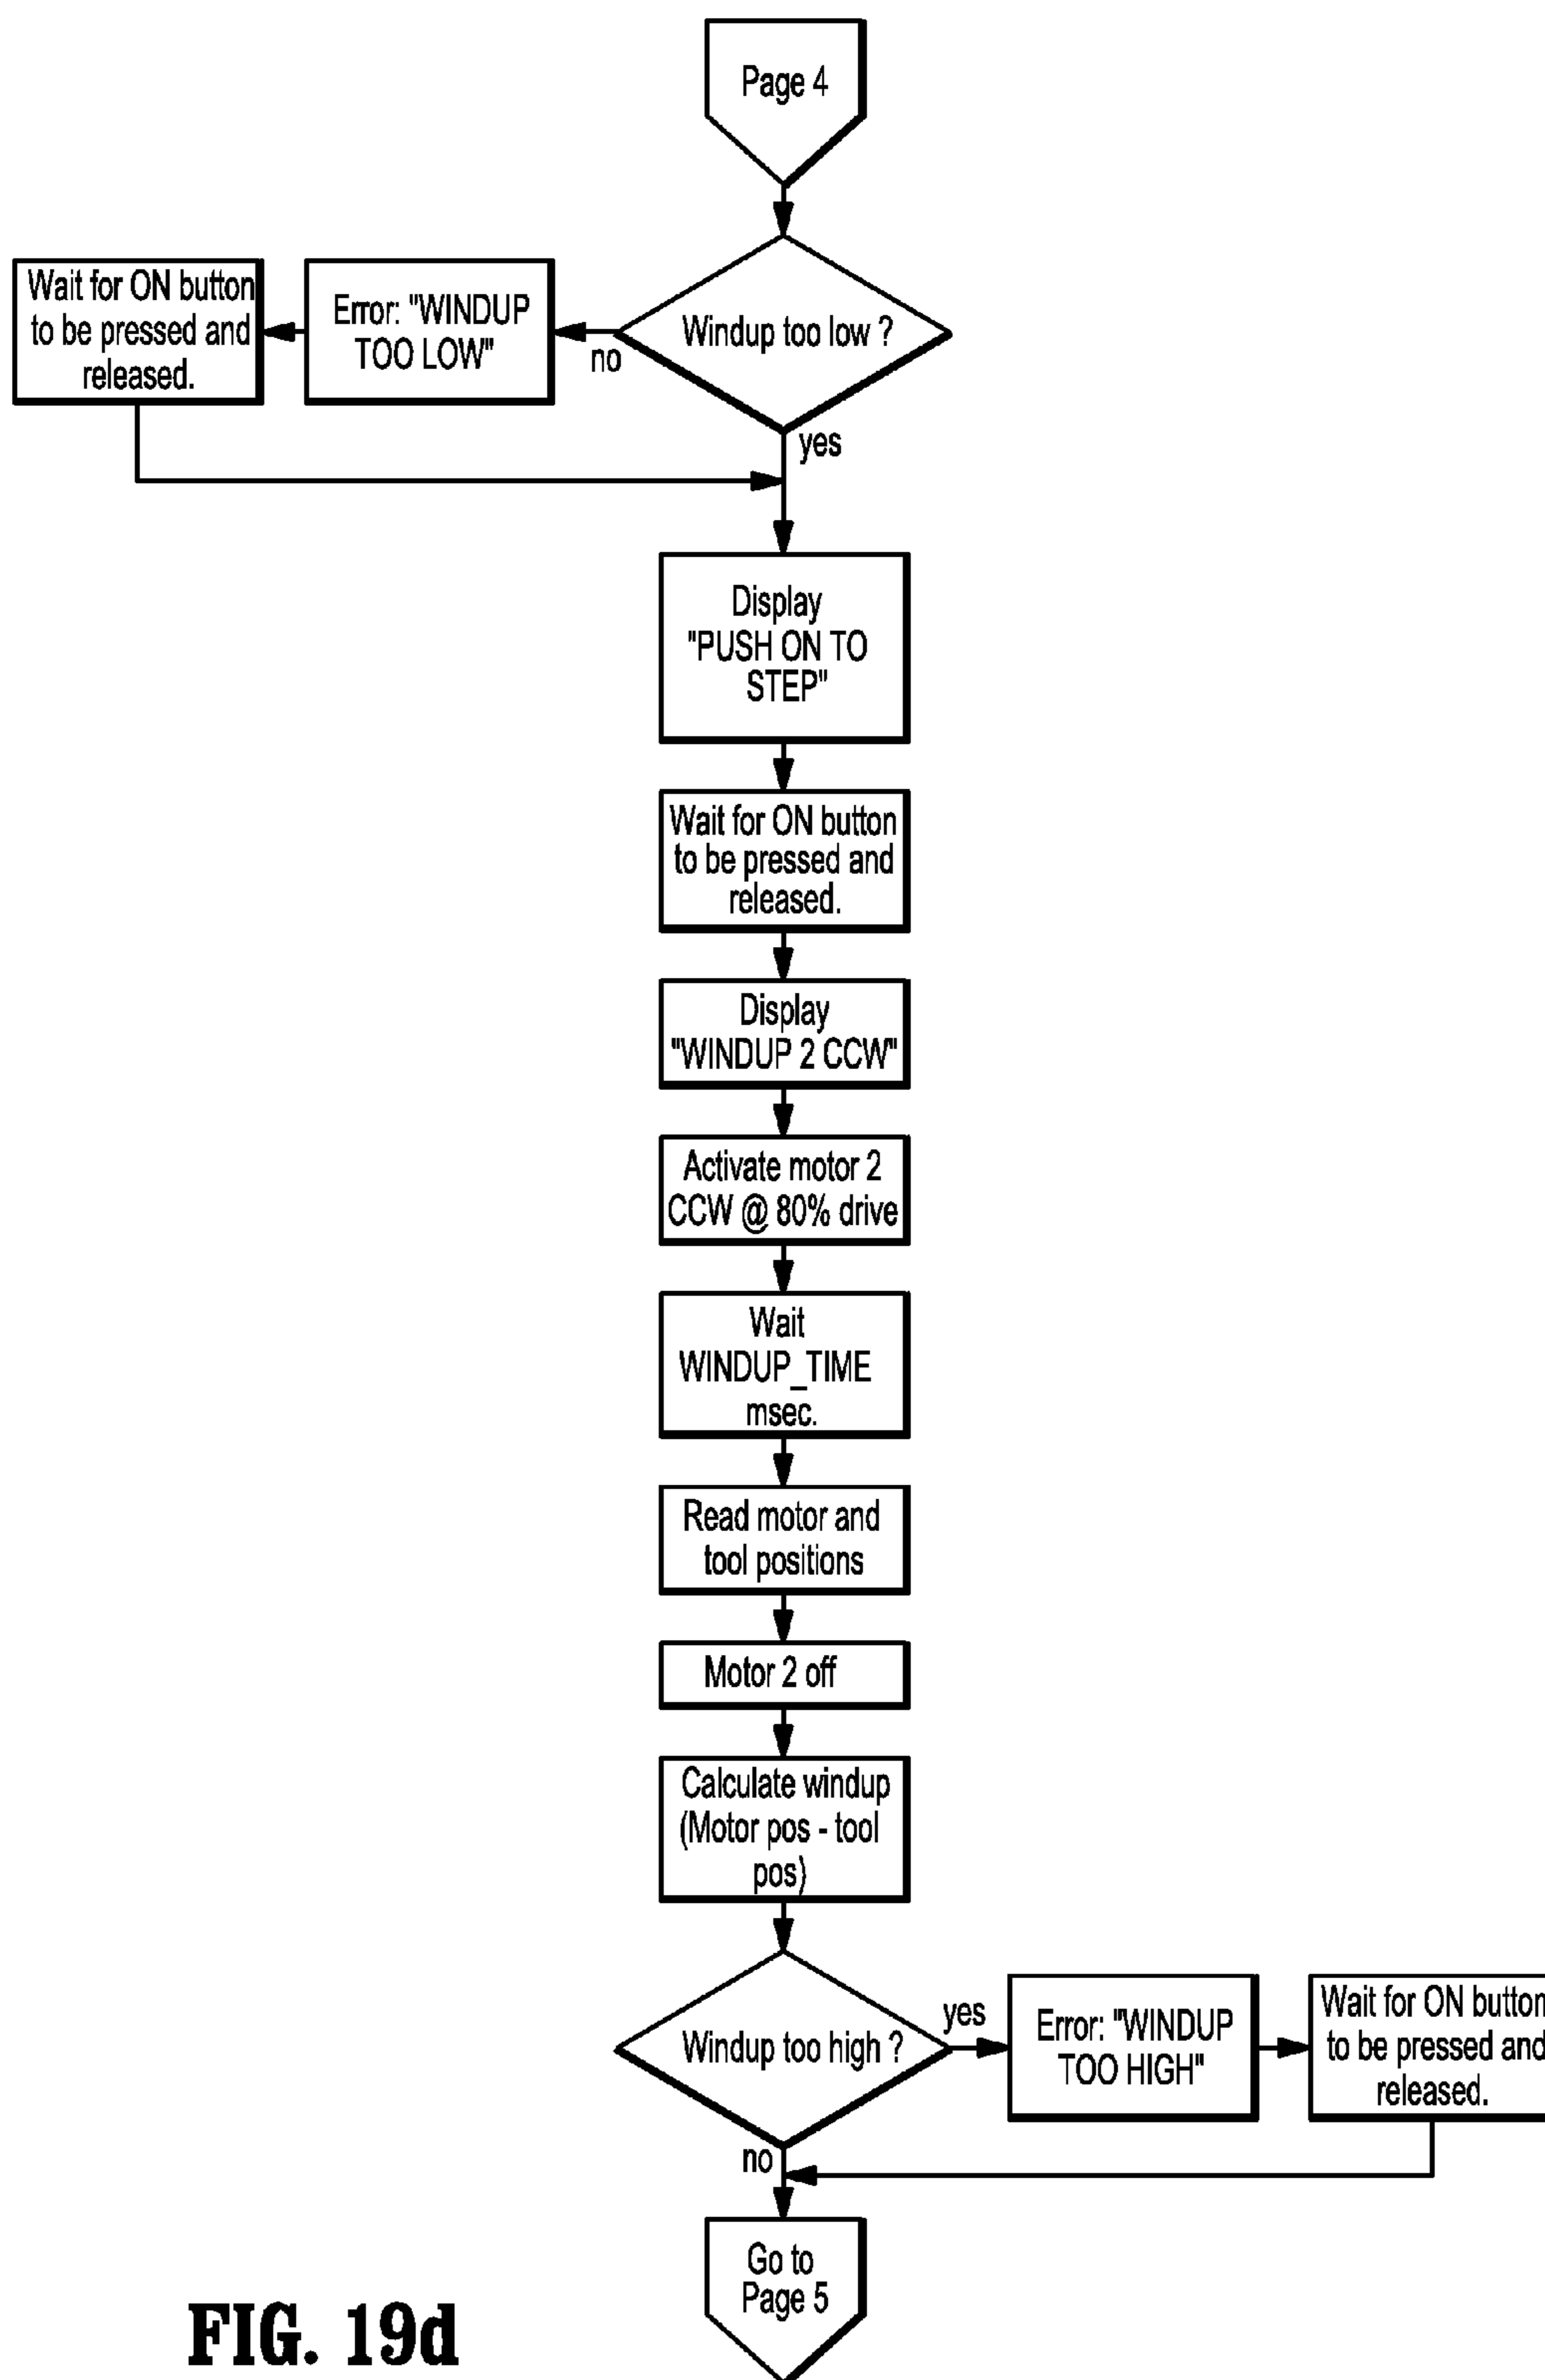 Page 4
Windup too low ?
no
yes
Error: "WINDUP
TOO LOW"
Wait for ON button
to be pressed and
released.
Display
"PUSH ON TO
STEP"
Wait for ON button
to be pressed and
released.
Display
"WINDUP 2 CCW"
Activate motor 2
CCW @ 80% drive
Wait
WINDUP_TIME
msec.
Read motor and
tool positions
Motor 2 off
Calculate windup
(Motor pos - tool
pos)
Windup too high ?
yes
Error: "WINDUP
TOO HIGH"
Wait for ON button
to be pressed and
released.
no
Go to
Page 5
FIG. 19d